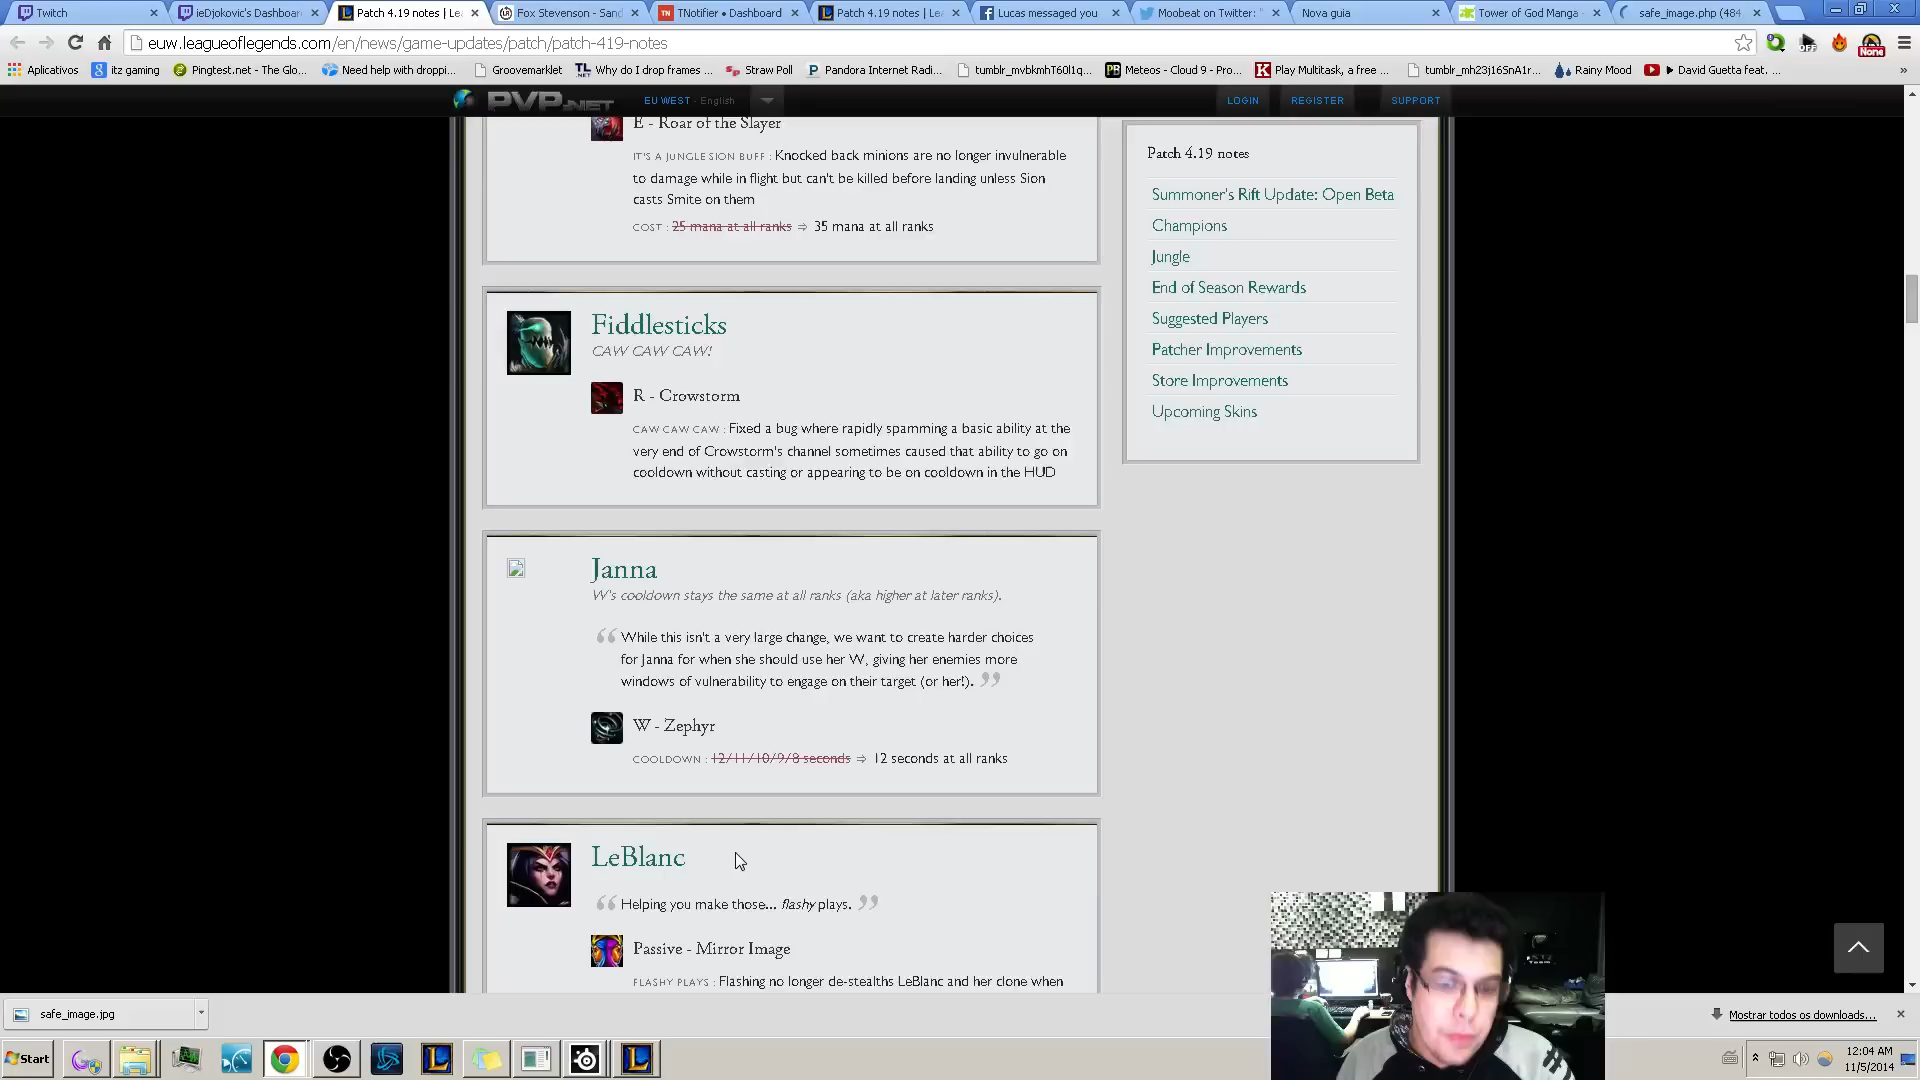 Twitch
ieDjokovic's Dashboar
Patch 4.19 notes | Lea
Fox Stevenson - Sand
TNotifier • Dashboard
Patch 4.19 notes | Lea
Lucas messaged you
Moobeat on Twitter: "
Nova guia
Tower of God Manga -
safe_image.php (484
euw.leagueoflegends.com/en/news/game-updates/patch/patch-419-notes
OFF
None
Aplicativos
itz gaming
Pingtest.net - The Glo...
Need help with droppi...
Groovemarklet
Why do I drop frames ...
Straw Poll
Pandora Internet Radi...
tumblr_mvbkmhT60l1q...
Meteos - Cloud 9 - Pro...
Play Multitask, a free ...
tumblr_mh23j16SnA1r...
Rainy Mood
David Guetta feat. ...
PVP.NET
EU WEST - English
LOGIN
REGISTER
SUPPORT
E - Roar of the Slayer
IT'S A JUNGLE SION BUFF : Knocked back minions are no longer invulnerable
to damage while in flight but can't be killed before landing unless Sion
casts Smite on them
COST : 25 mana at all ranks ⇒ 35 mana at all ranks
Fiddlesticks
CAW CAW CAW!
R - Crowstorm
CAW CAW CAW : Fixed a bug where rapidly spamming a basic ability at the
very end of Crowstorm's channel sometimes caused that ability to go on
cooldown without casting or appearing to be on cooldown in the HUD
Janna
W's cooldown stays the same at all ranks (aka higher at later ranks).
“ While this isn't a very large change, we want to create harder choices
for Janna for when she should use her W, giving her enemies more
windows of vulnerability to engage on their target (or her!). ”
W - Zephyr
COOLDOWN : 12/11/10/9/8 seconds ⇒ 12 seconds at all ranks
LeBlanc
“ Helping you make those... flashy plays. ”
Passive - Mirror Image
FLASHY PLAYS : Flashing no longer de-stealths LeBlanc and her clone when
Patch 4.19 notes
Summoner's Rift Update: Open Beta
Champions
Jungle
End of Season Rewards
Suggested Players
Patcher Improvements
Store Improvements
Upcoming Skins
safe_image.jpg
Mostrar todos os downloads...
Start
12:04 AM
11/5/2014